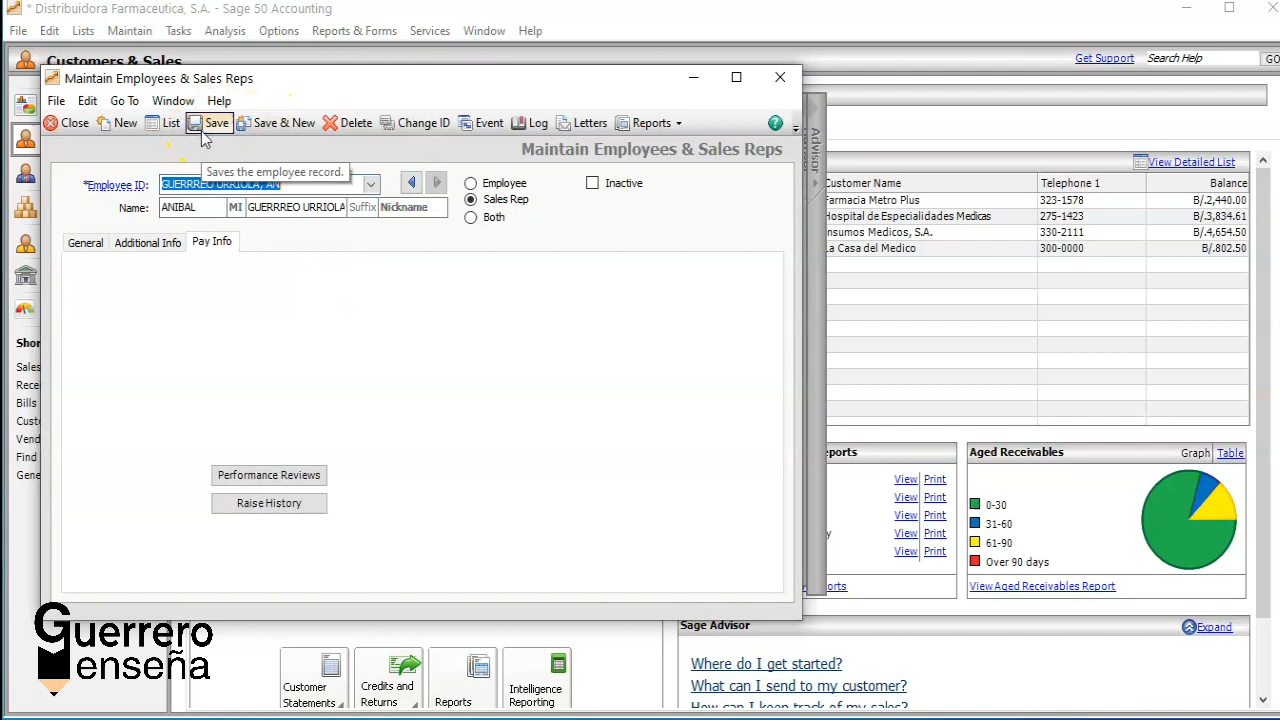 * Distribuidora Farmaceutica, S.A. - Sage 50 Accounting
File Edit Lists Maintain Tasks Analysis Options Reports & Forms Services Window Help
Customers & Sales
Get Support Search Help GO
Maintain Employees & Sales Reps
File Edit Go To Window Help
Close New List Save Save & New Delete Change ID Event Log Letters Reports
Maintain Employees & Sales Reps
Saves the employee record.
*Employee ID: GUERRREO URRIOLA, AN
Name: ANIBAL MI GUERRREO URRIOLA Suffix Nickname
Employee
Sales Rep
Both
Inactive
General Additional Info Pay Info
Performance Reviews
Raise History
Advisor
View Detailed List
Customer Name Telephone 1 Balance
Farmacia Metro Plus 323-1578 B/.2,440.00
Hospital de Especialidades Medicas 275-1423 B/.3,834.61
Insumos Medicos, S.A. 330-2111 B/.4,654.50
La Casa del Medico 300-0000 B/.802.50
Shor
Sales
Rece
Bills
Custo
Vend
Find
Gene
eports
View Print
View Print
View Print
y View Print
View Print
orts
Aged Receivables Graph Table
0-30
31-60
61-90
Over 90 days
View Aged Receivables Report
Sage Advisor Expand
Where do I get started?
What can I send to my customer?
How can I keep track of my sales?
Customer Statements
Credits and Returns
Reports
Intelligence Reporting
Guerrero
enseña